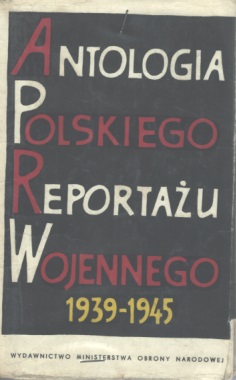 ANTOLOGIA
POLSKIEGO
REPORTAŻU
WOJENNEGO
1939-1945
WYDAWNICTWO MINISTERSTWA OBRONY NARODOWEJ